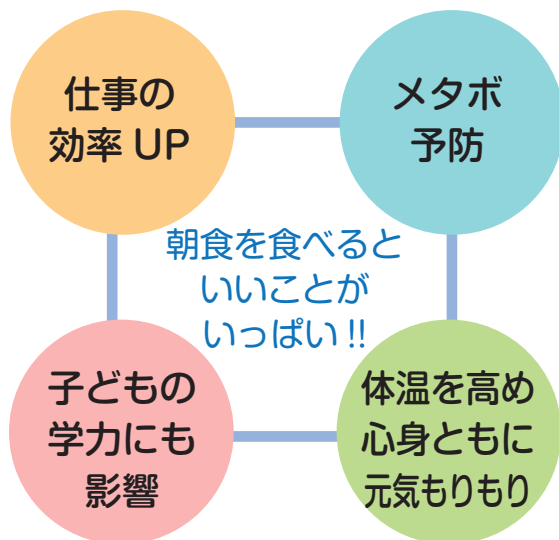 仕事の
効率 UP
メタボ
予防
朝食を食べると
いいことが
いっぱい !!
子どもの
学力にも
影響
体温を高め
心身ともに
元気もりもり